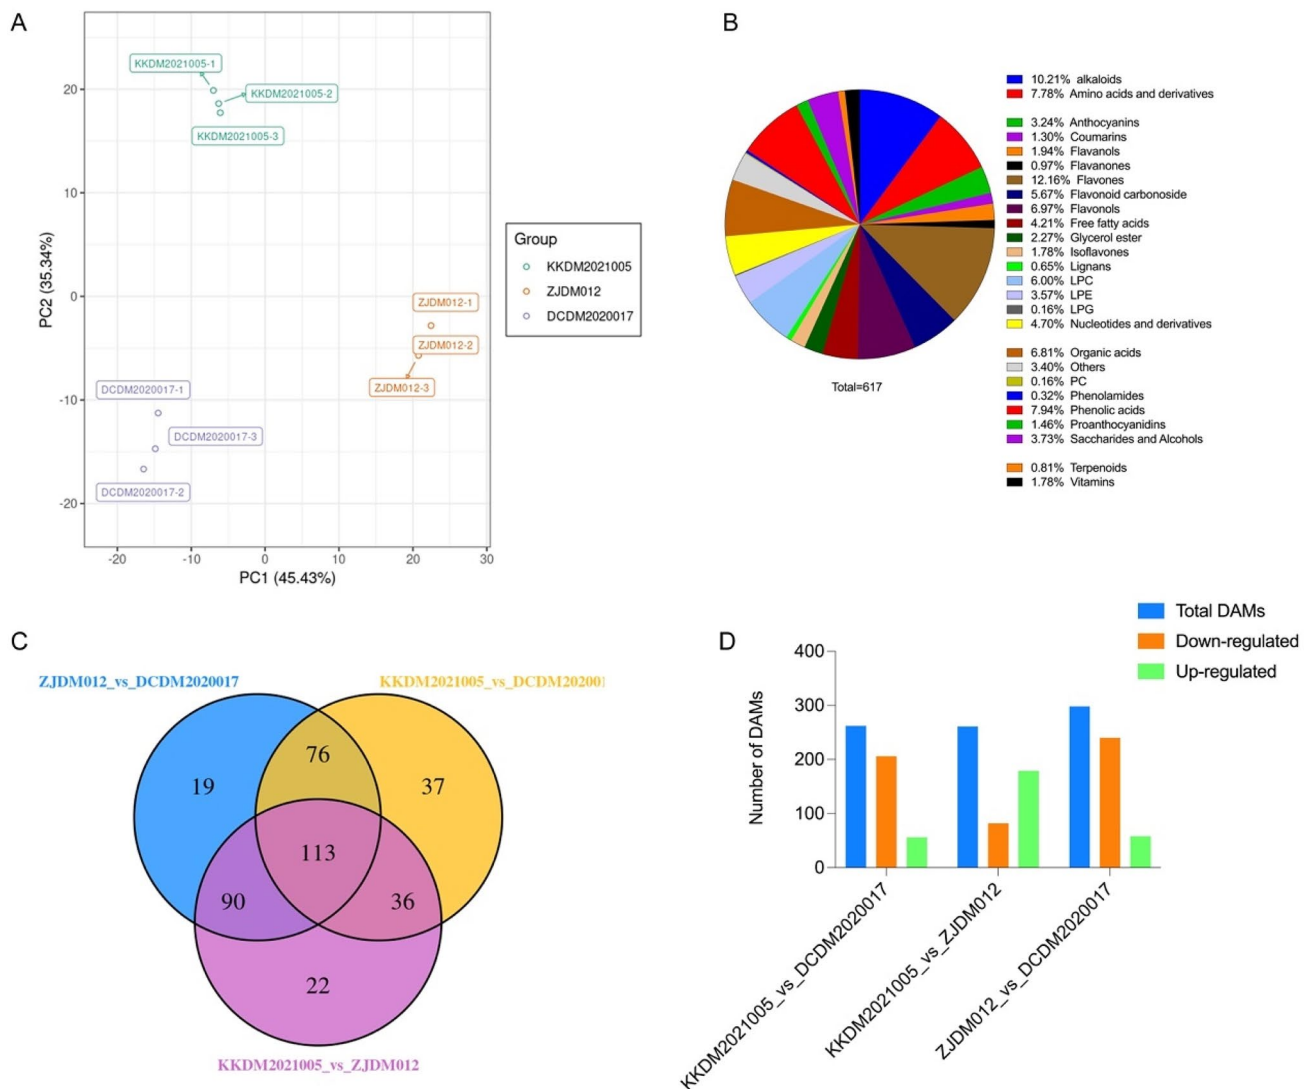 A
KKDM2021005-1
KKDM2021005-2
KKDM2021005-3
ZJDM012-1
ZJDM012-2
ZJDM012-3
DCDM2020017-1
DCDM2020017-3
DCDM2020017-2
20
10
0
-10
-20
PC2 (35.34%)
-20
-10
0
10
20
30
PC1 (45.43%)
Group
KKDM2021005
ZJDM012
DCDM2020017
B
Total=617
10.21% alkaloids
7.78% Amino acids and derivatives
3.24% Anthocyanins
1.30% Coumarins
1.94% Flavanols
0.97% Flavanones
12.16% Flavones
5.67% Flavonoid carbonoside
6.97% Flavonols
4.21% Free fatty acids
2.27% Glycerol ester
1.78% Isoflavones
0.65% Lignans
6.00% LPC
3.57% LPE
0.16% LPG
4.70% Nucleotides and derivatives
6.81% Organic acids
3.40% Others
0.16% PC
0.32% Phenolamides
7.94% Phenolic acids
1.46% Proanthocyanidins
3.73% Saccharides and Alcohols
0.81% Terpenoids
1.78% Vitamins
C
ZJDM012_vs_DCDM2020017
KKDM2021005_vs_DCDM202001
76
19
37
113
90
36
22
KKDM2021005_vs_ZJDM012
D
Total DAMs
Down-regulated
Up-regulated
400
300
200
100
0
Number of DAMs
KKDM2021005_vs_DCDM2020017
KKDM2021005_vs_ZJDM012
ZJDM012_vs_DCDM2020017